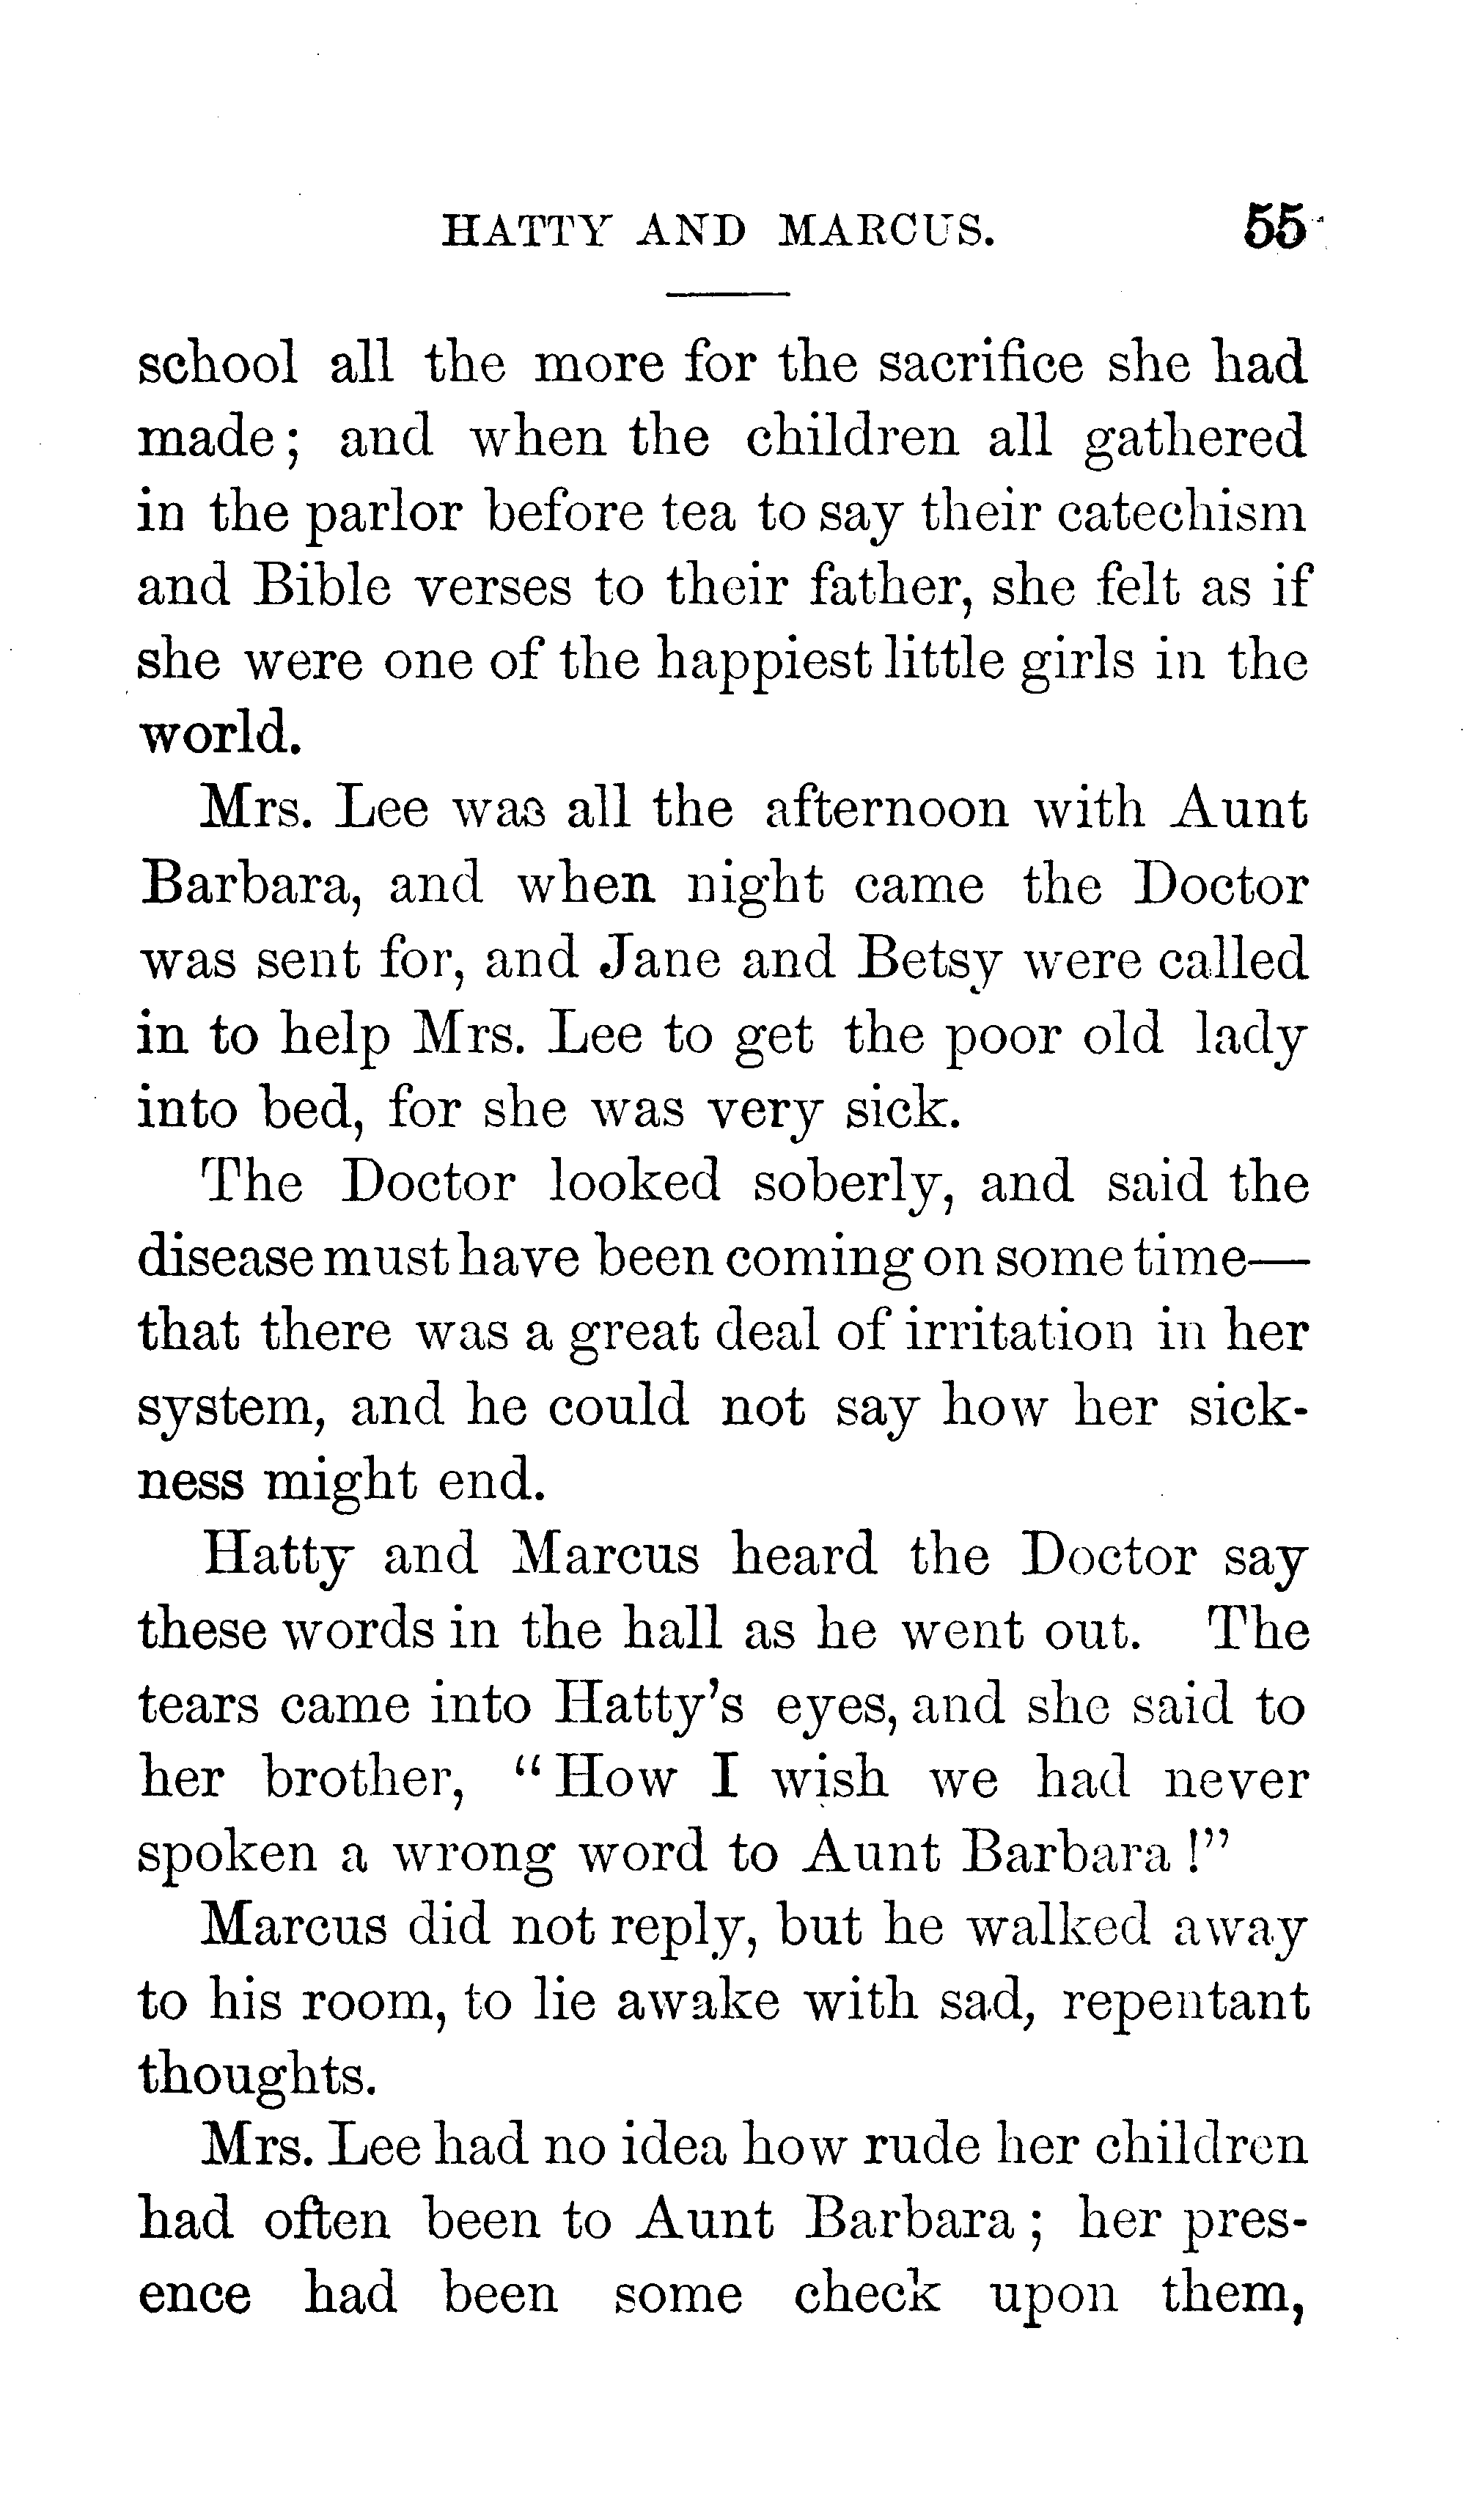 HATTY AND MARCUS. 55
school all the more for the sacrifice she had
made; and when the children all gathered
in the parlor before tea to say their catechism
and Bible verses to their father, she felt as if
she were one of the happiest little girls in the
world.
Mrs. Lee was all the afternoon with Aunt
Barbara, and when night came the Doctor
was sent for, and Jane and Betsy were called
in to help Mrs. Lee to get the poor old lady
into bed, for she was very sick.
The Doctor looked soberly, and said the
disease must have been coming on some time—
that there was a great deal of irritation in her
system, and he could not say how her sick-
ness might end.
Hatty and Marcus heard the Doctor say
these words in the hall as he went out. The
tears came into Hatty's eyes, and she said to
her brother, "How I wish we had never
spoken a wrong word to Aunt Barbara!"
Marcus did not reply, but he walked away
to his room, to lie awake with sad, repentant
thoughts.
Mrs. Lee had no idea how rude her children
had often been to Aunt Barbara; her pres-
ence had been some check upon them,